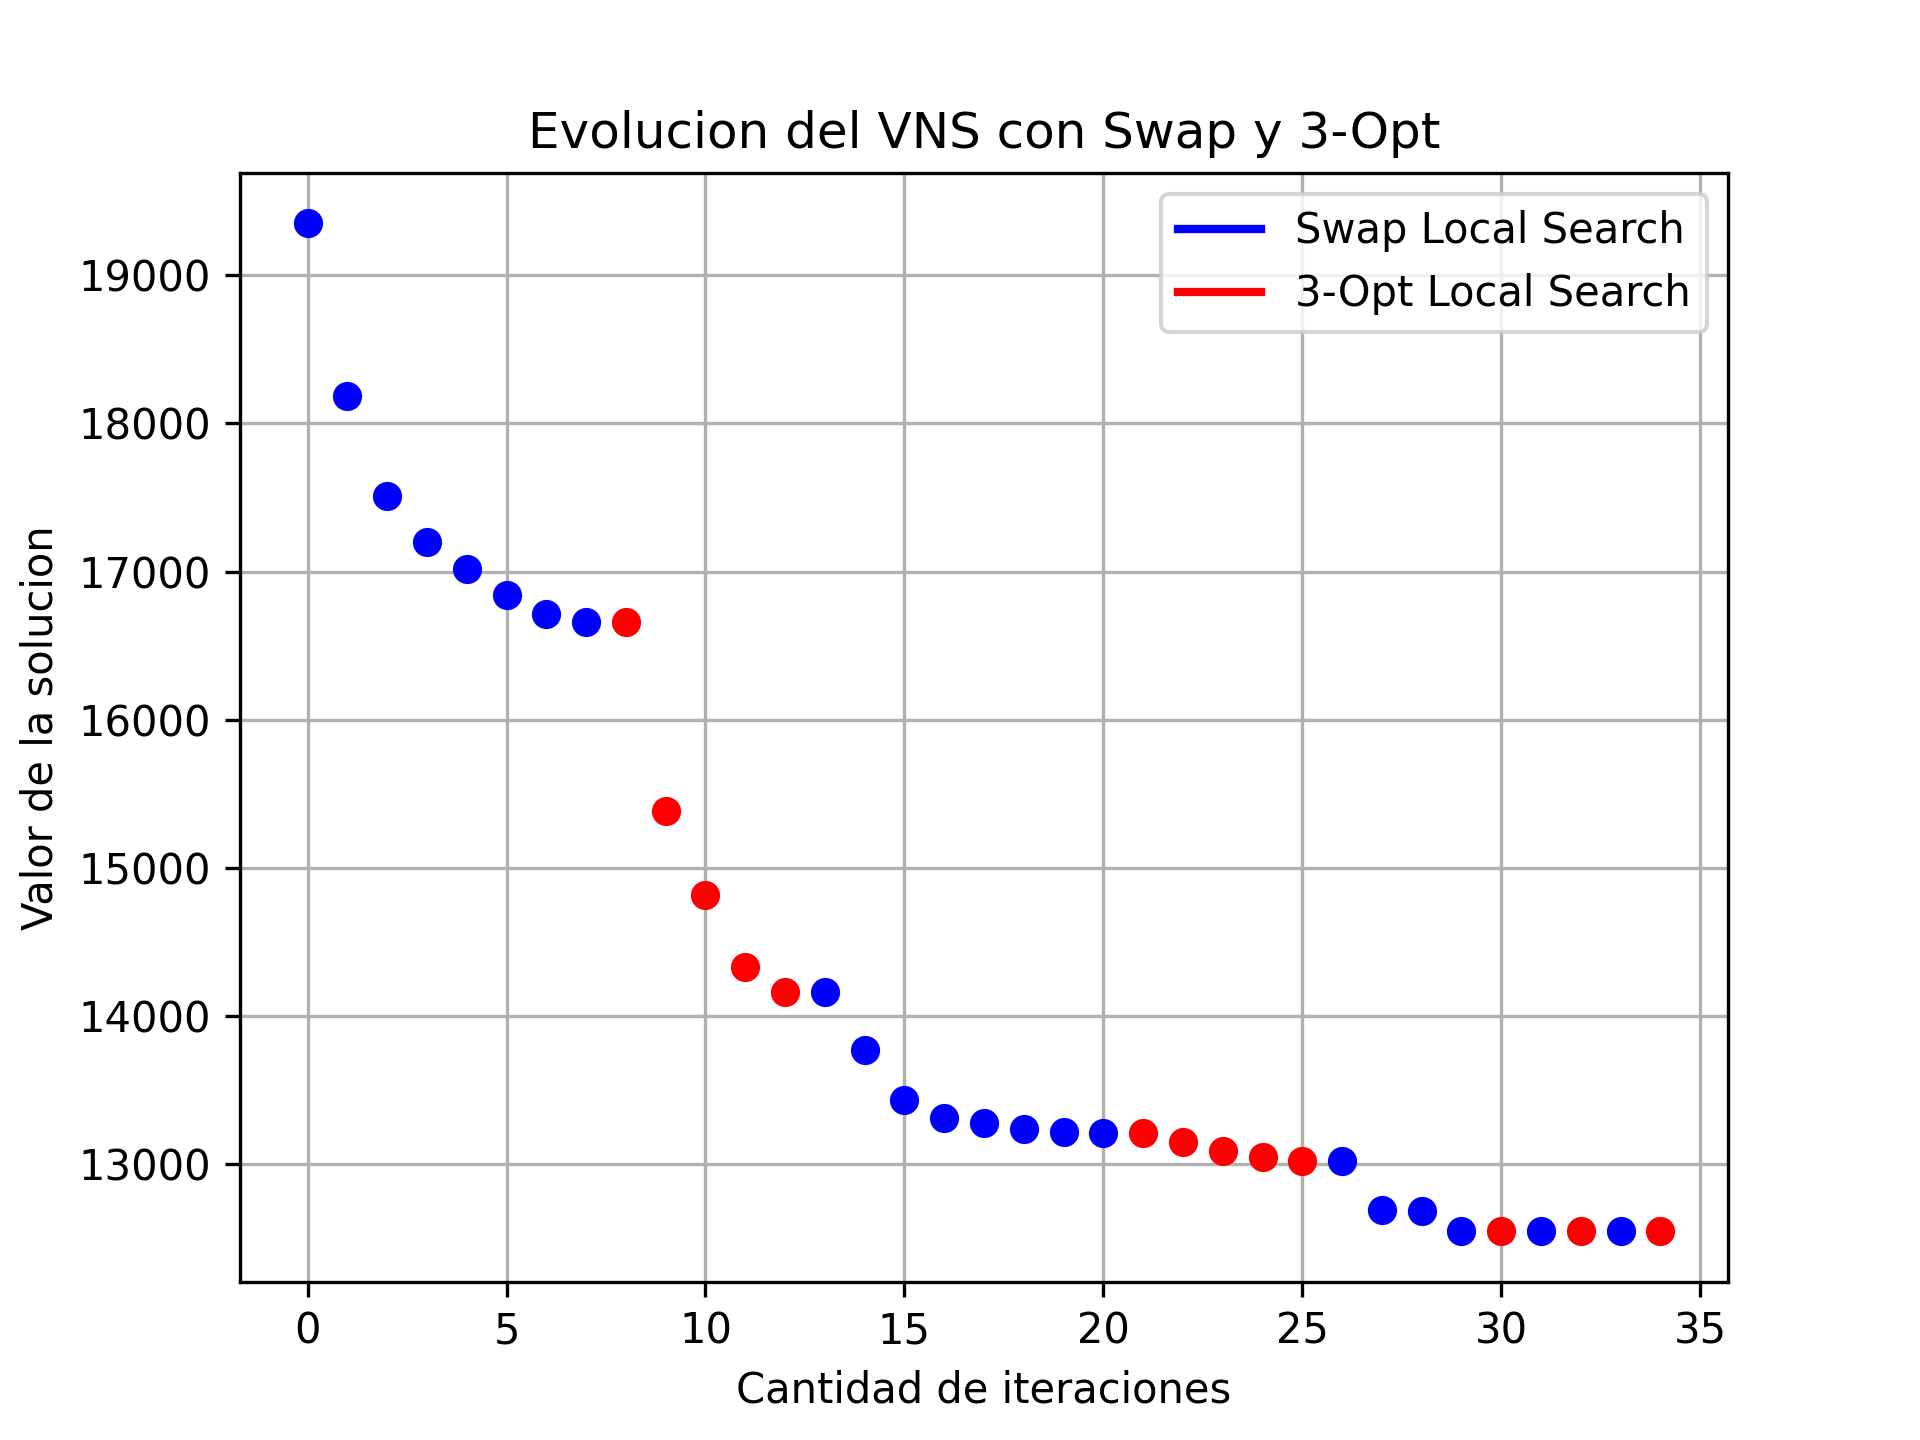 Evolucion del VNS con Swap y 3-Opt
Swap Local Search
3-Opt Local Search
Valor de la solucion
19000
18000
17000
16000
15000
14000
13000
0 5 10 15 20 25 30 35
Cantidad de iteraciones